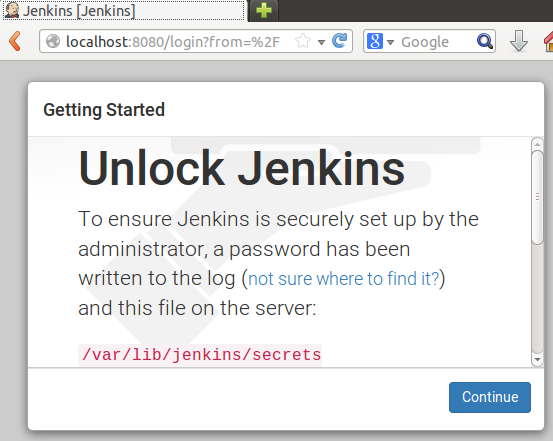 Jenkins [Jenkins]
localhost:8080/login?from=%2F
Google
Getting Started
Unlock Jenkins
To ensure Jenkins is securely set up by the
administrator, a password has been
written to the log (not sure where to find it?)
and this file on the server:
/var/lib/jenkins/secrets
Continue